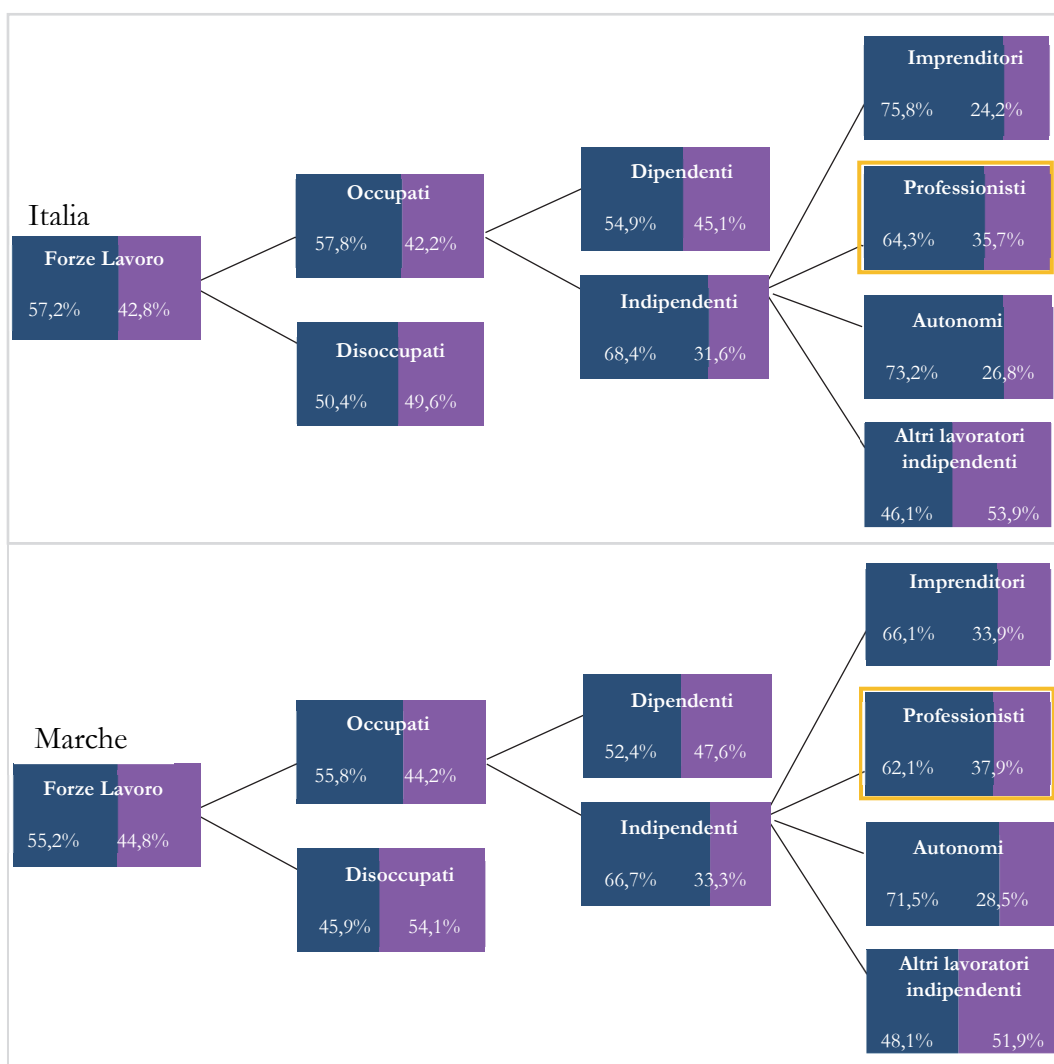 Italia
Forze Lavoro
57,2% 42,8%
Occupati
57,8% 42,2%
Disoccupati
50,4% 49,6%
Dipendenti
54,9% 45,1%
Indipendenti
68,4% 31,6%
Imprenditori
75,8% 24,2%
Professionisti
64,3% 35,7%
Autonomi
73,2% 26,8%
Altri lavoratori
indipendenti
46,1% 53,9%
Marche
Forze Lavoro
55,2% 44,8%
Occupati
55,8% 44,2%
Disoccupati
45,9% 54,1%
Dipendenti
52,4% 47,6%
Indipendenti
66,7% 33,3%
Imprenditori
66,1% 33,9%
Professionisti
62,1% 37,9%
Autonomi
71,5% 28,5%
Altri lavoratori
indipendenti
48,1% 51,9%